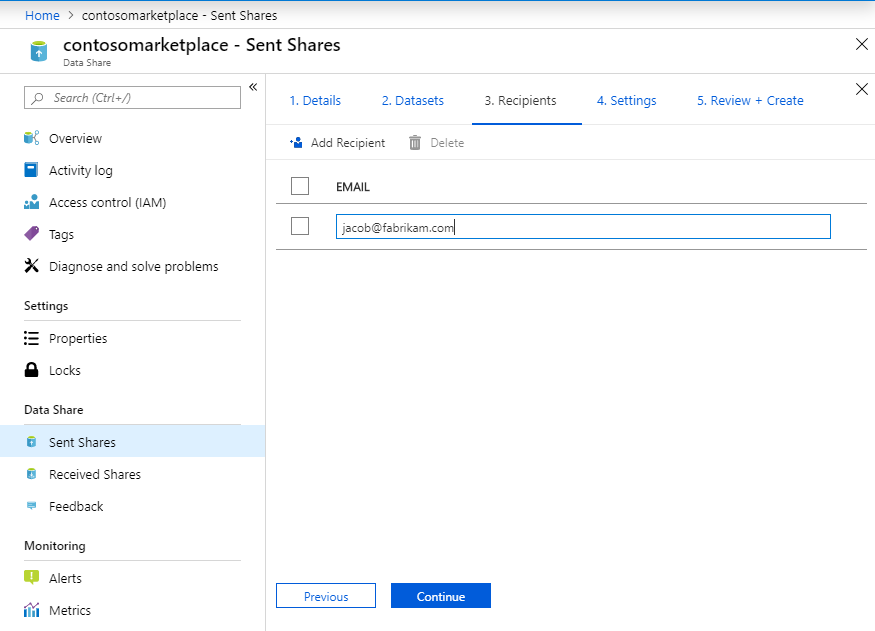 Home > contosomarketplace - Sent Shares
contosomarketplace - Sent Shares
Data Share
Search (Ctrl+/)
«
Overview
Activity log
Access control (IAM)
Tags
Diagnose and solve problems
Settings
Properties
Locks
Data Share
Sent Shares
Received Shares
Feedback
Monitoring
Alerts
Metrics
1. Details 2. Datasets 3. Recipients 4. Settings 5. Review + Create
Add Recipient Delete
EMAIL
jacob@fabrikam.com
Previous Continue